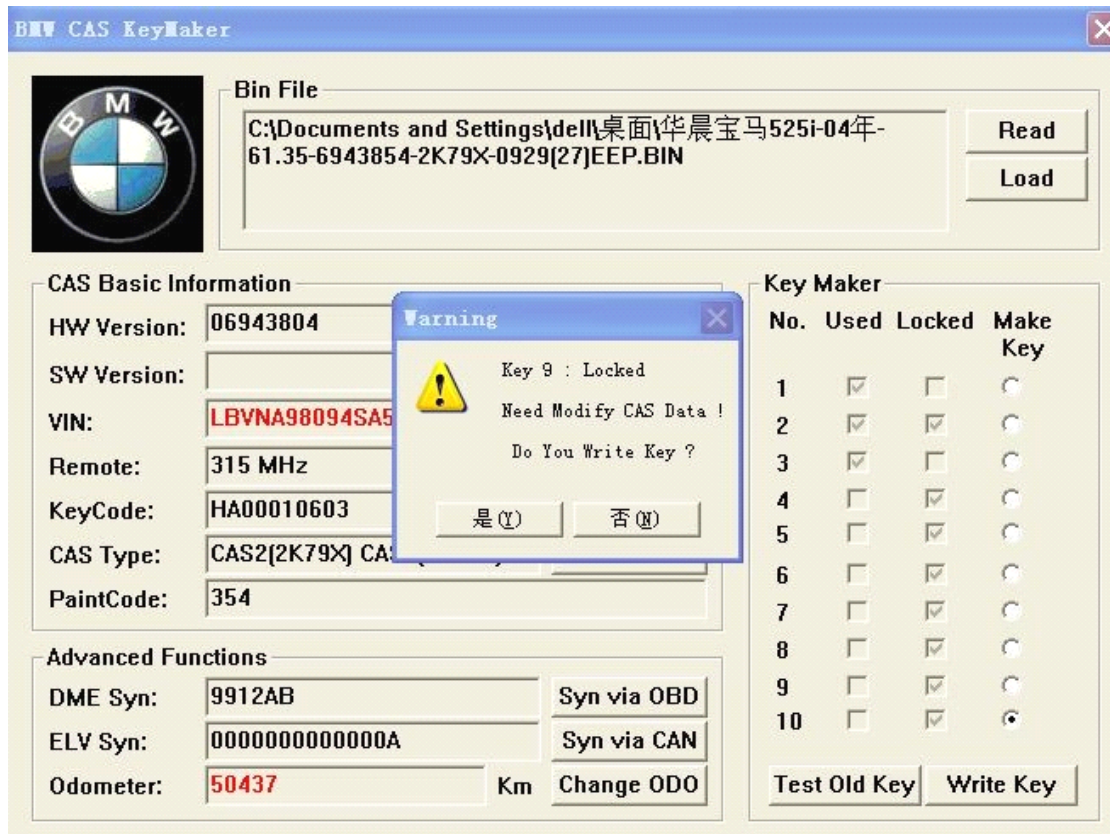 BMW CAS KeyMaker
B M W
Bin File
C:\Documents and Settings\dell\桌面\华晨宝马525i-04年-
61.35-6943854-2K79X-0929(27)EEP.BIN
Read
Load
CAS Basic Information
HW Version: 06943804
SW Version:
VIN: LBVNA98094SA5
Remote: 315 MHz
KeyCode: HA00010603
CAS Type: CAS2(2K79X)
PaintCode: 354
Warning
Key 9 : Locked
Need Modify CAS Data !
Do You Write Key ?
是(Y) 否(N)
Key Maker
No. Used Locked Make
Key
1
2
3
4
5
6
7
8
9
10
Test Old Key Write Key
Advanced Functions
DME Syn: 9912AB Syn via OBD
ELV Syn: 0000000000000A Syn via CAN
Odometer: 50437 Km Change ODO